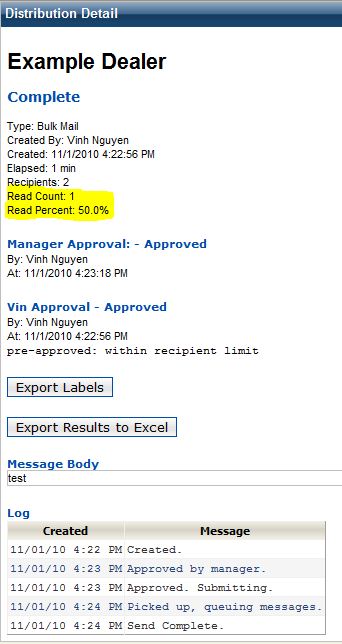 Distribution Detail
Example Dealer
Complete
Type: Bulk Mail
Created By: Vinh Nguyen
Created: 11/1/2010 4:22:56 PM
Elapsed: 1 min
Recipients: 2
Read Count: 1
Read Percent: 50.0%
Manager Approval: - Approved
By: Vinh Nguyen
At: 11/1/2010 4:23:18 PM
Vin Approval - Approved
By: Vinh Nguyen
At: 11/1/2010 4:22:56 PM
pre-approved: within recipient limit
Export Labels
Export Results to Excel
Message Body
test
Log
Created Message
11/01/10 4:22 PM Created.
11/01/10 4:23 PM Approved by manager.
11/01/10 4:23 PM Approved. Submitting.
11/01/10 4:24 PM Picked up, queuing messages.
11/01/10 4:24 PM Send Complete.